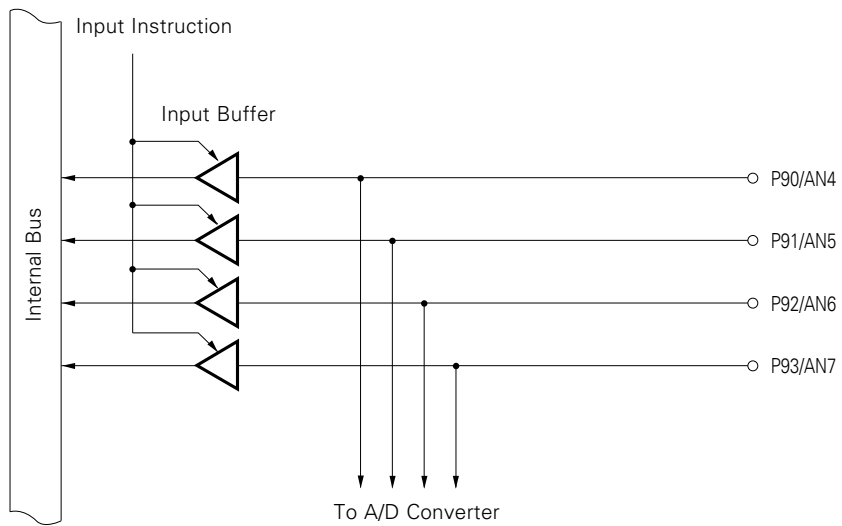 Input Instruction
Input Buffer
P90/AN4
P91/AN5
Internal Bus
P92/AN6
P93/AN7
To A/D Converter